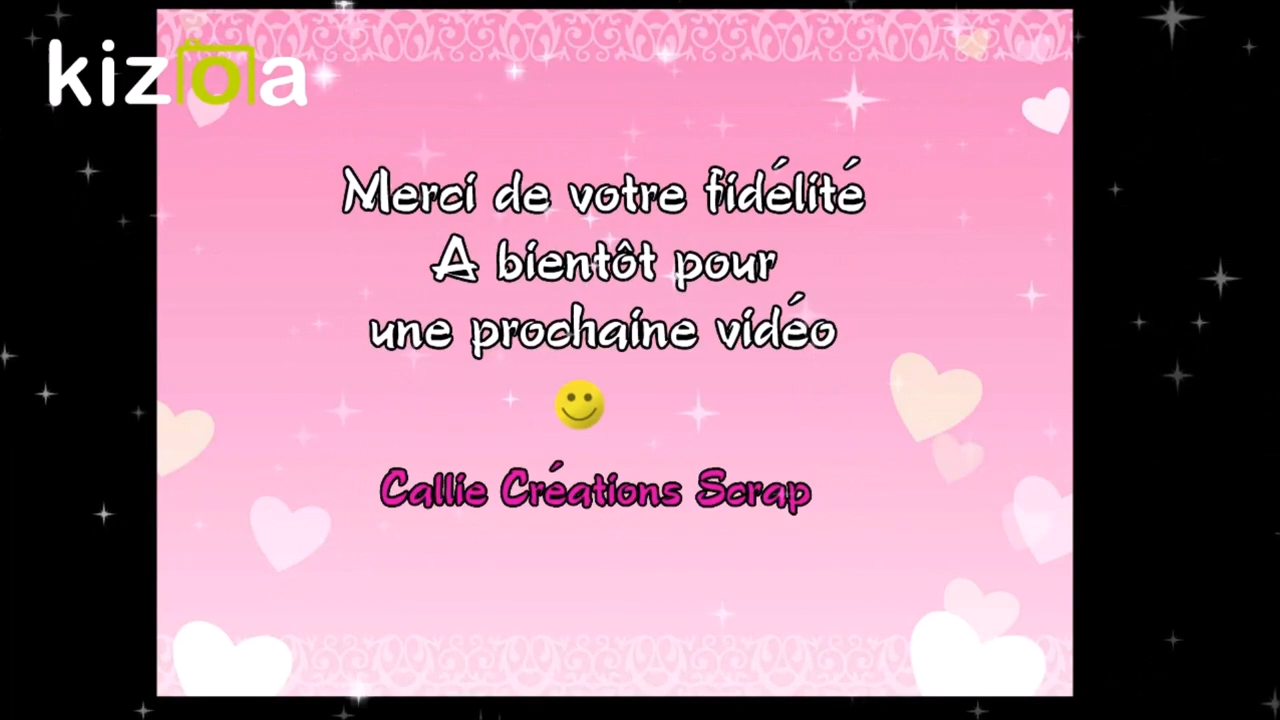 kizoa
Merci de votre fidélité
A bientôt pour
une prochaine vidéo
Callie Créations Scrap